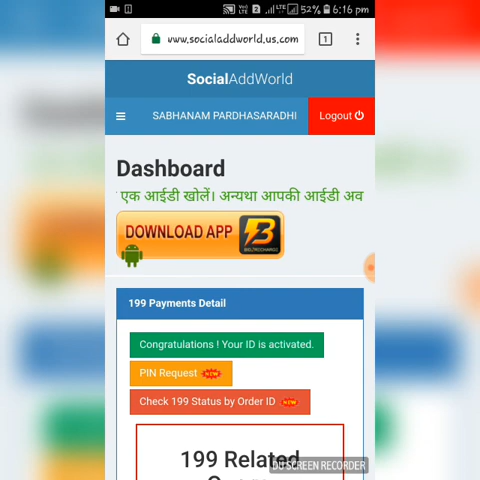 52% 6:16 pm
www.socialaddworld.us.com
1
SocialAddWorld
SABHANAM PARDHASARADHI
Logout
Dashboard
एक आईडी खोलें। अन्यथा आपकी आईडी अव
DOWNLOAD APP
199 Payments Detail
Congratulations ! Your ID is activated.
PIN Request NEW
Check 199 Status by Order ID NEW
199 Related
DU SCREEN RECORDER